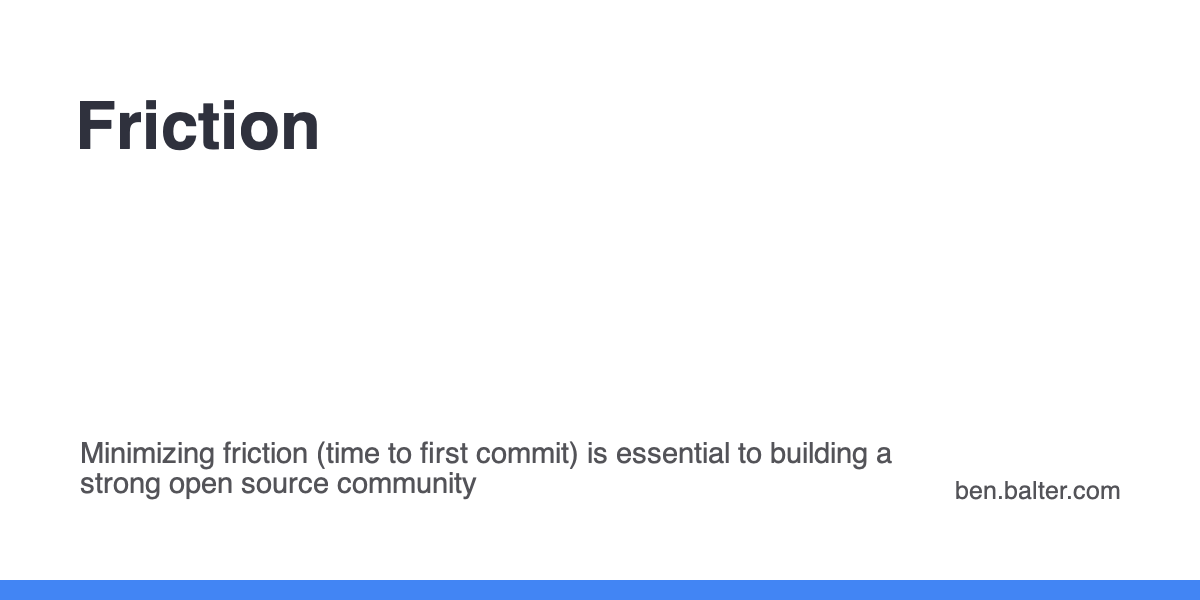 Friction
Minimizing friction (time to first commit) is essential to building a
strong open source community
ben.balter.com